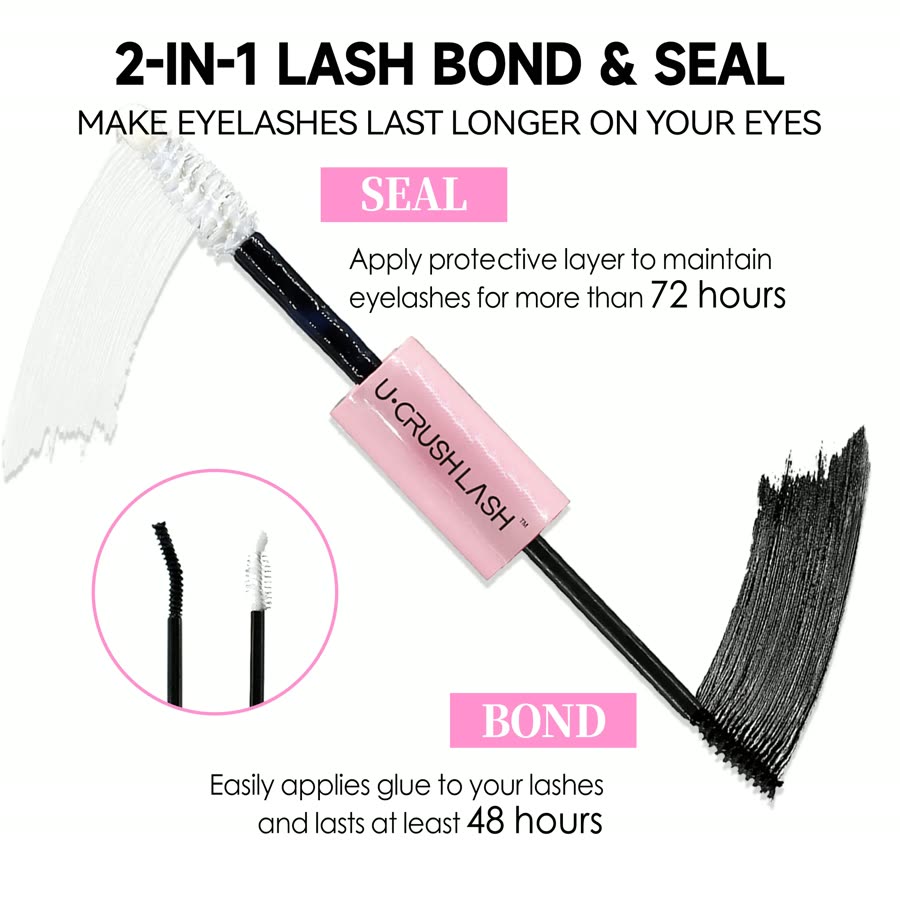 2-IN-1 LASH BOND & SEAL
MAKE EYELASHES LAST LONGER ON YOUR EYES
SEAL
Apply protective layer to maintain
eyelashes for more than 72 hours
U·CRUSHLASH™
BOND
Easily applies glue to your lashes
and lasts at least 48 hours